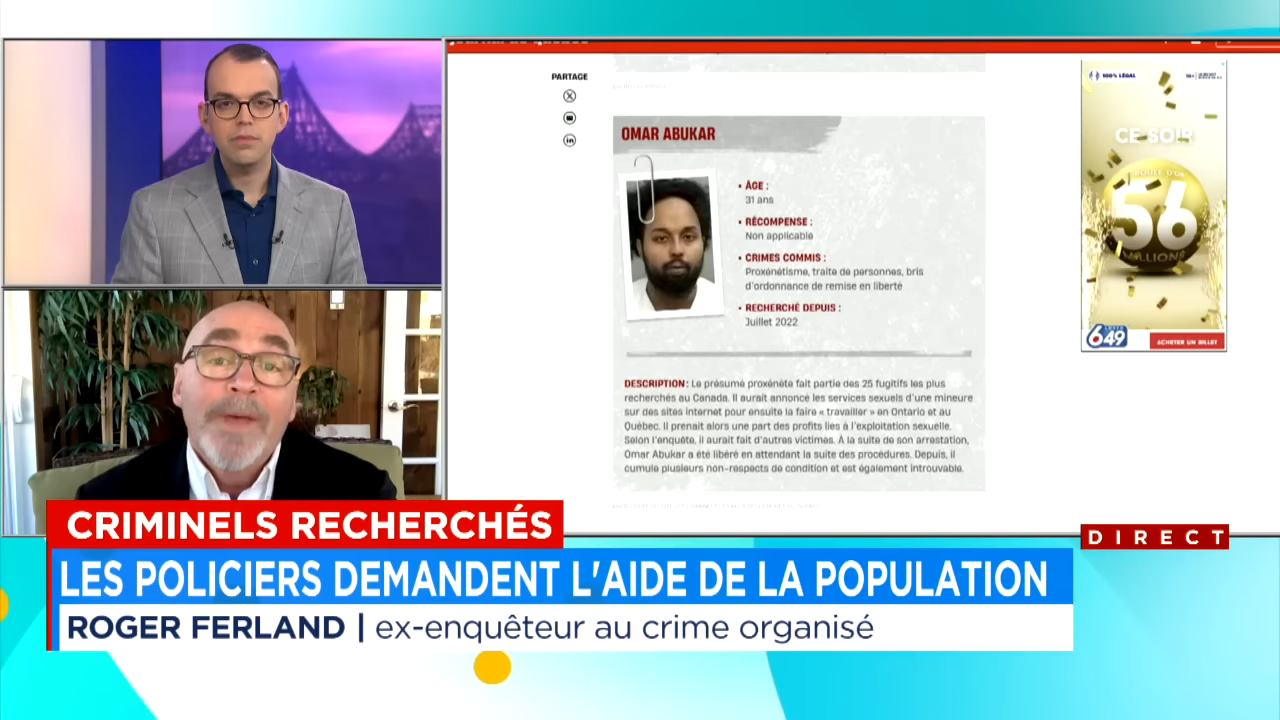 PARTAGE
OMAR ABUKAR
• ÂGE :
31 ans
• RÉCOMPENSE :
Non applicable
• CRIMES COMMIS :
Proxénétisme, traite de personnes, bris
d'ordonnance de remise en liberté
• RECHERCHÉ DEPUIS :
Juillet 2022
DESCRIPTION : Le présumé proxénète fait partie des 25 fugitifs les plus
recherchés au Canada. Il aurait annoncé les services sexuels d'une mineure
sur des sites internet pour ensuite la faire « travailler » en Ontario et au
Québec. Il prenait alors une part des profits liés à l'exploitation sexuelle.
Selon l'enquête, il aurait fait d'autres victimes. À la suite de son arrestation,
Omar Abukar a été libéré en attendant la suite des procédures. Depuis, il
cumule plusieurs non-respects de condition et est également introuvable.
100% LÉGAL
CE SOIR
BOULE D'OR
56
MILLIONS
6/49
ACHETER UN BILLET
DIRECT
CRIMINELS RECHERCHÉS
LES POLICIERS DEMANDENT L'AIDE DE LA POPULATION
ROGER FERLAND | ex-enquêteur au crime organisé